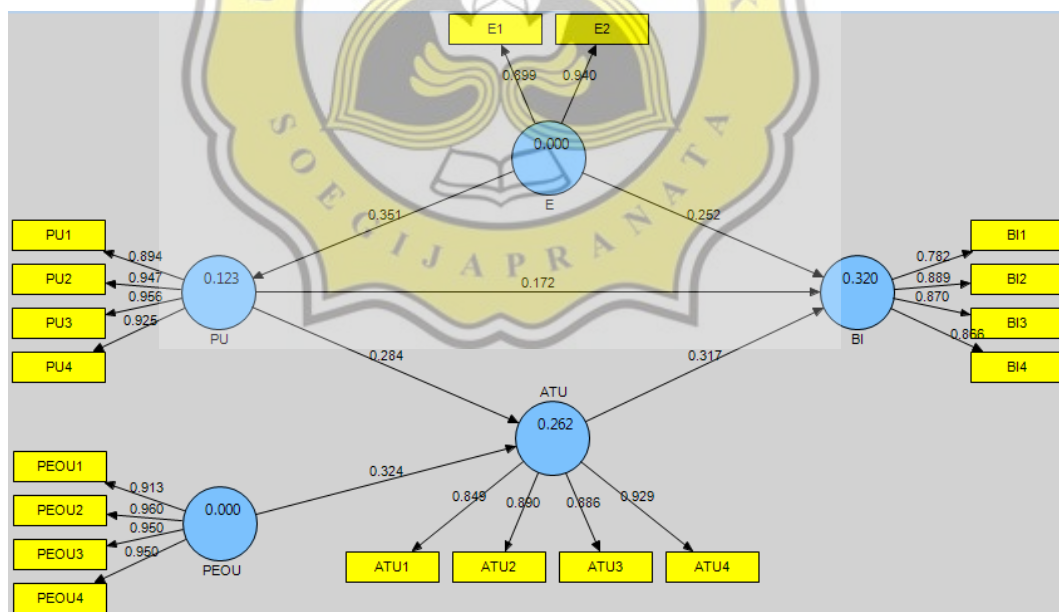 E1
E2
0.899
0.940
0.000
E
SOEGIJAPRANATA
0.351
0.252
PU1
PU2
PU3
PU4
0.894
0.947
0.956
0.925
0.123
PU
0.172
0.320
BI
0.782
0.889
0.870
0.866
BI1
BI2
BI3
BI4
0.284
0.317
ATU
0.262
PEOU1
PEOU2
PEOU3
PEOU4
0.913
0.960
0.950
0.950
0.000
PEOU
0.324
0.849
0.890
0.886
0.929
ATU1
ATU2
ATU3
ATU4